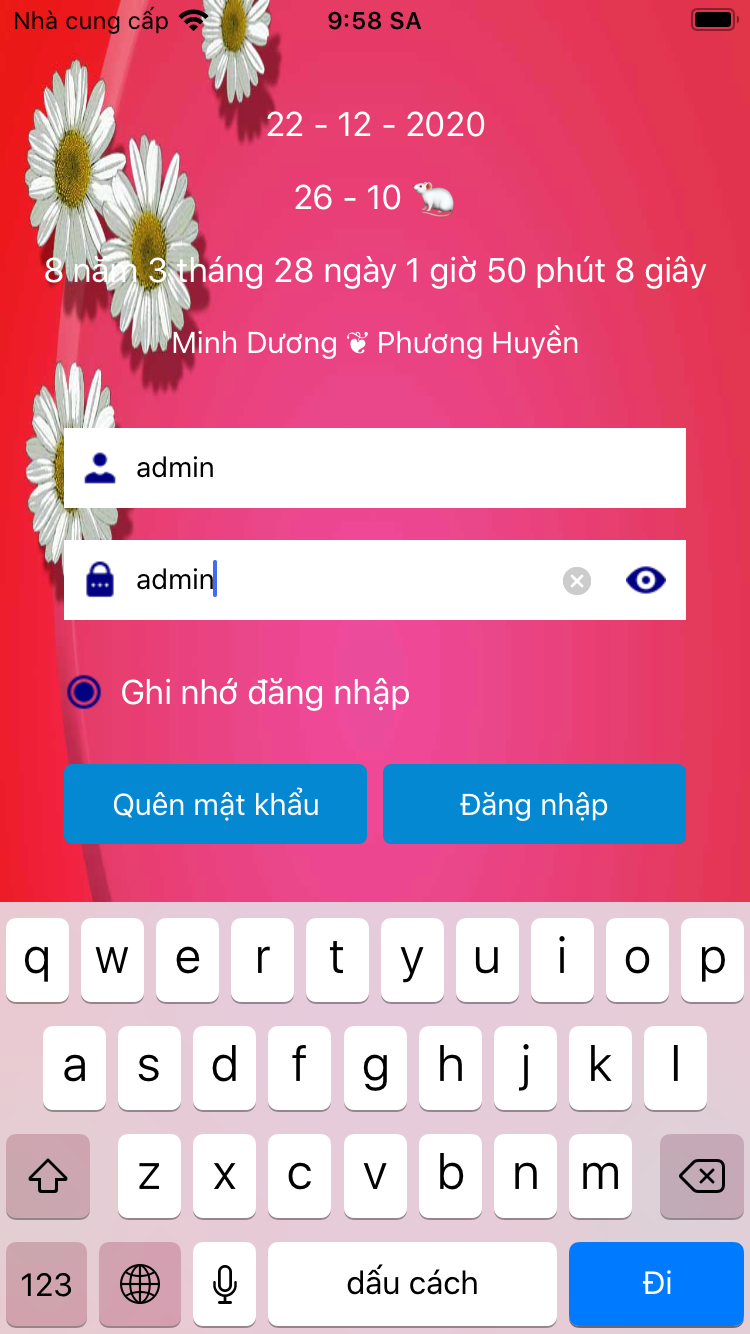 Nhà cung cấp 9:58 SA
22 - 12 - 2020
26 - 10 🐁
8 năm 3 tháng 28 ngày 1 giờ 50 phút 8 giây
Minh Dương ❦ Phương Huyền
admin
admin
Ghi nhớ đăng nhập
Quên mật khẩu Đăng nhập
q w e r t y u i o p
a s d f g h j k l
z x c v b n m
123 dấu cách Đi